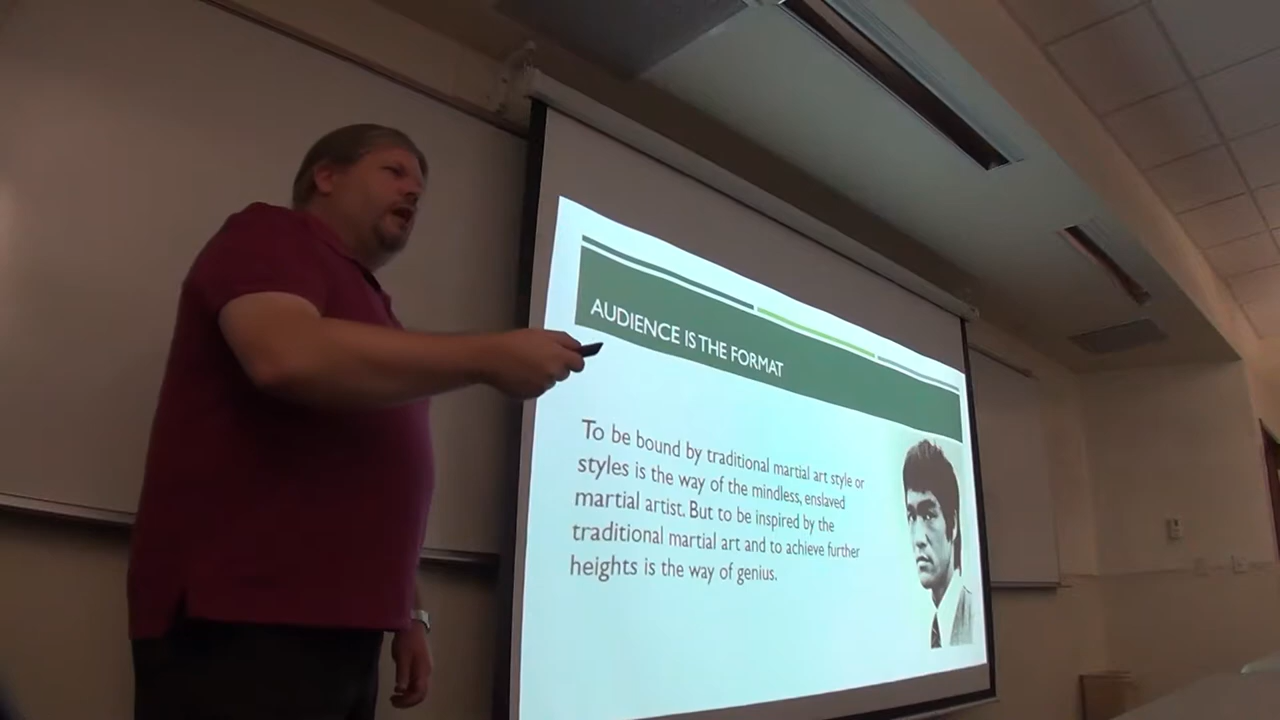 AUDIENCE IS THE FORMAT
To be bound by traditional martial art style or
styles is the way of the mindless, enslaved
martial artist. But to be inspired by the
traditional martial art and to achieve further
heights is the way of genius.